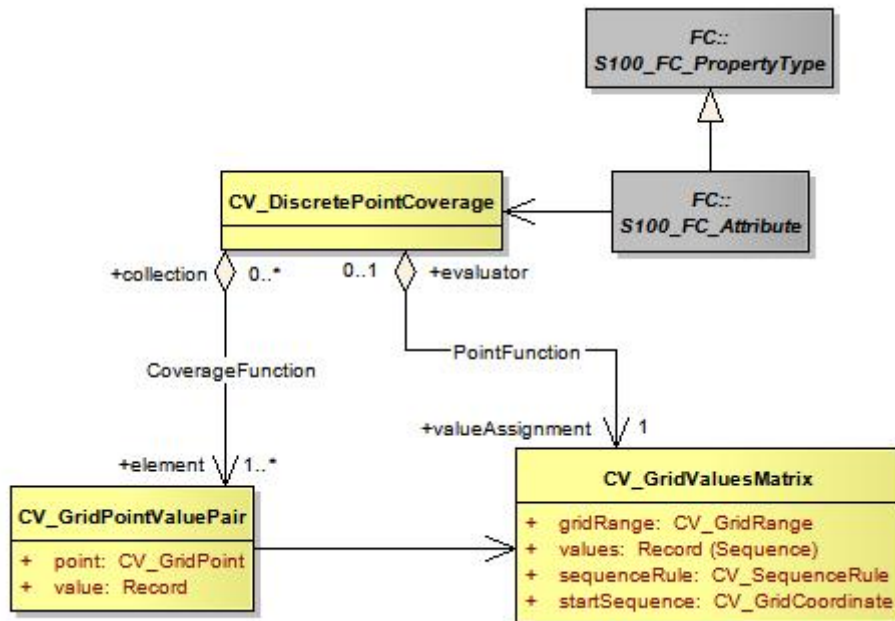 FC::
S100_FC_PropertyType
CV_DiscretePointCoverage
FC::
S100_FC_Attribute
+collection
0..*
0..1
+evaluator
CoverageFunction
PointFunction
+element
1..*
+valueAssignment
1
CV_GridPointValuePair
+ point: CV_GridPoint
+ value: Record
CV_GridValuesMatrix
+ gridRange: CV_GridRange
+ values: Record (Sequence)
+ sequenceRule: CV_SequenceRule
+ startSequence: CV_GridCoordinate